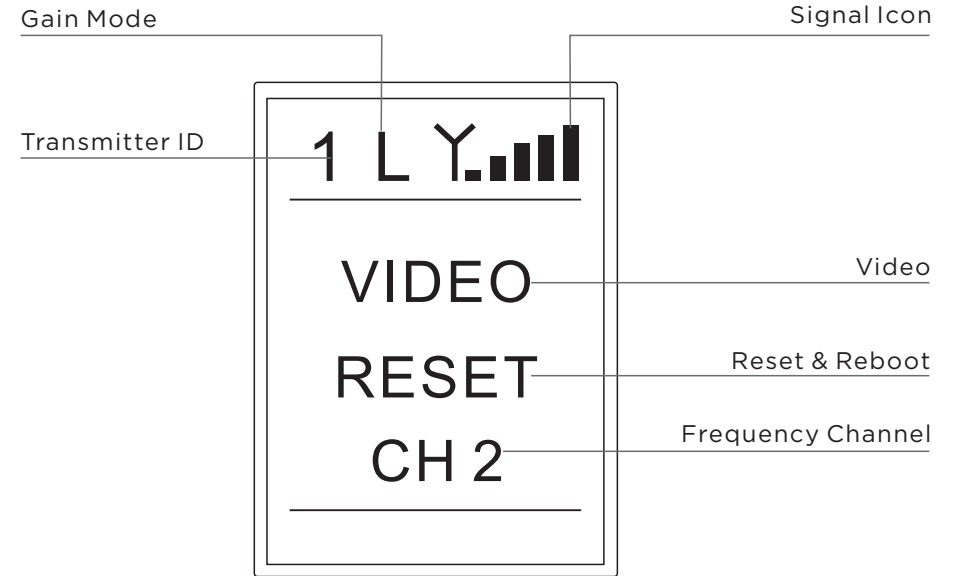 Gain Mode
Signal Icon
Transmitter ID
1 L
VIDEO
Video
RESET
Reset & Reboot
CH 2
Frequency Channel